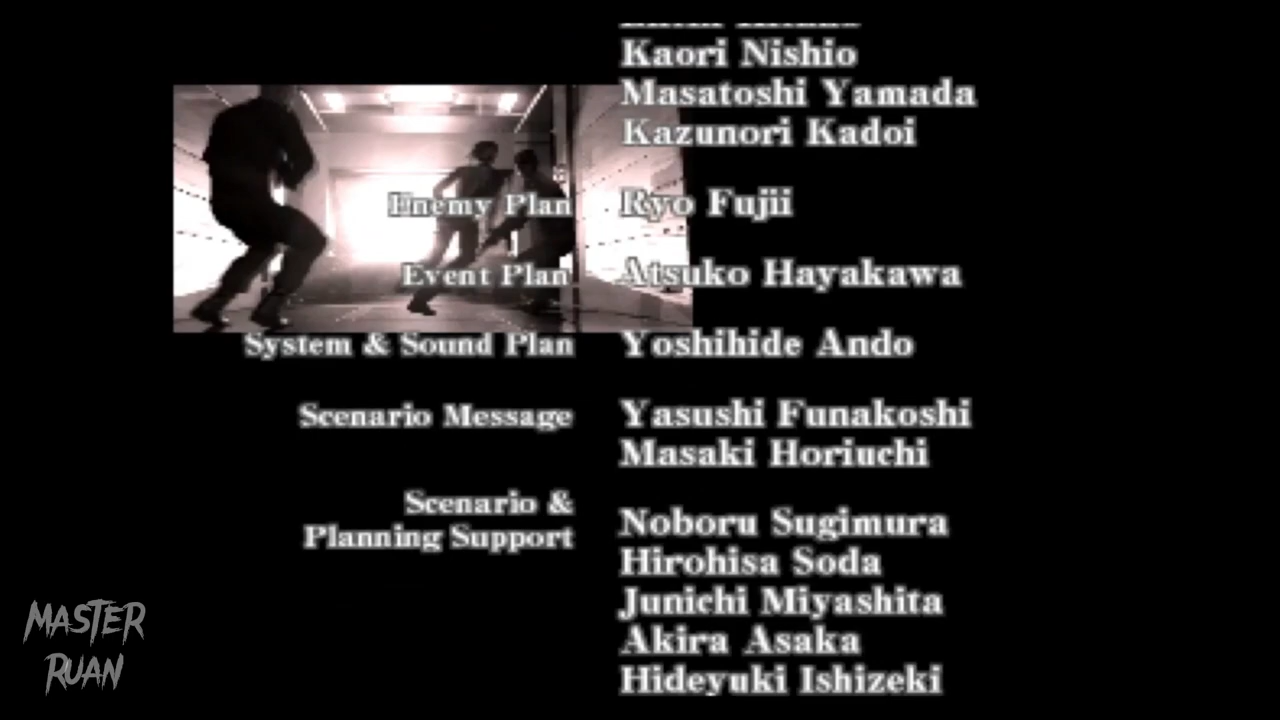 Kaori Nishio
Masatoshi Yamada
Kazunori Kadoi
Enemy Plan Ryo Fujii
Event Plan Atsuko Hayakawa
System & Sound Plan Yoshihide Ando
Scenario Message Yasushi Funakoshi
Masaki Horiuchi
Scenario &
Planning Support Noboru Sugimura
Hirohisa Soda
Junichi Miyashita
Akira Asaka
Hideyuki Ishizeki
MASTER
RUAN